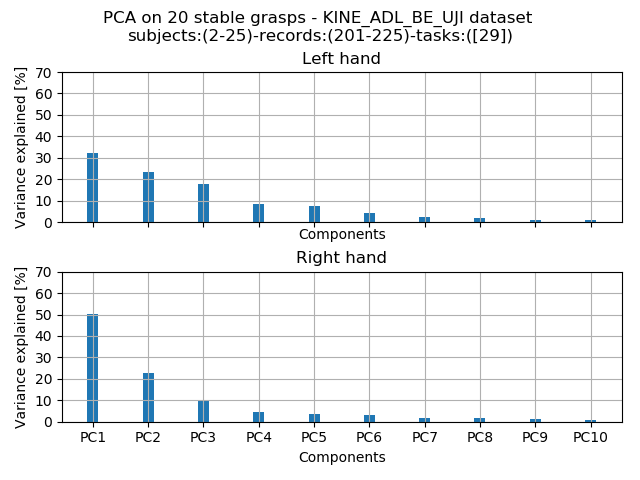 PCA on 20 stable grasps - KINE_ADL_BE_UJI dataset
subjects:(2-25)-records:(201-225)-tasks:([29])
Left hand
Variance explained [%]
70
60
50
40
30
20
10
0
Components
Right hand
Variance explained [%]
70
60
50
40
30
20
10
0
PC1 PC2 PC3 PC4 PC5 PC6 PC7 PC8 PC9 PC10
Components